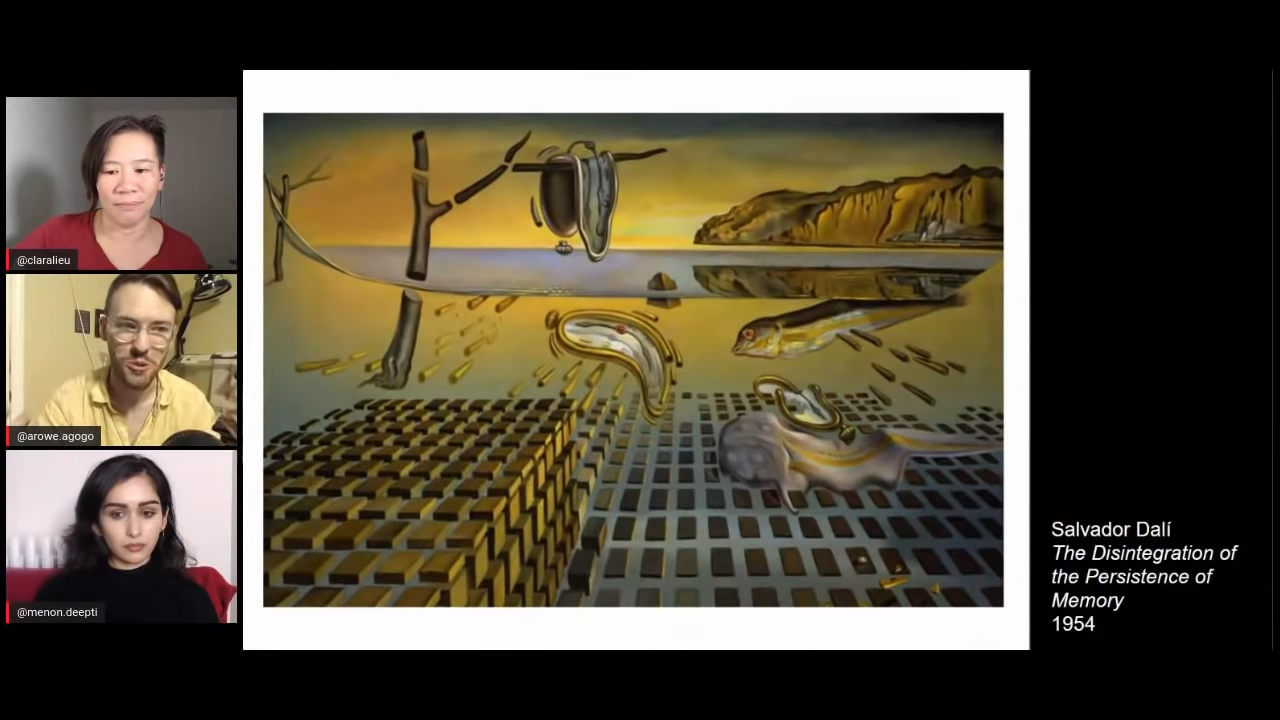 @claralieu
@arowe.agogo
@menon.deepti
Salvador Dalí
The Disintegration of
the Persistence of
Memory
1954